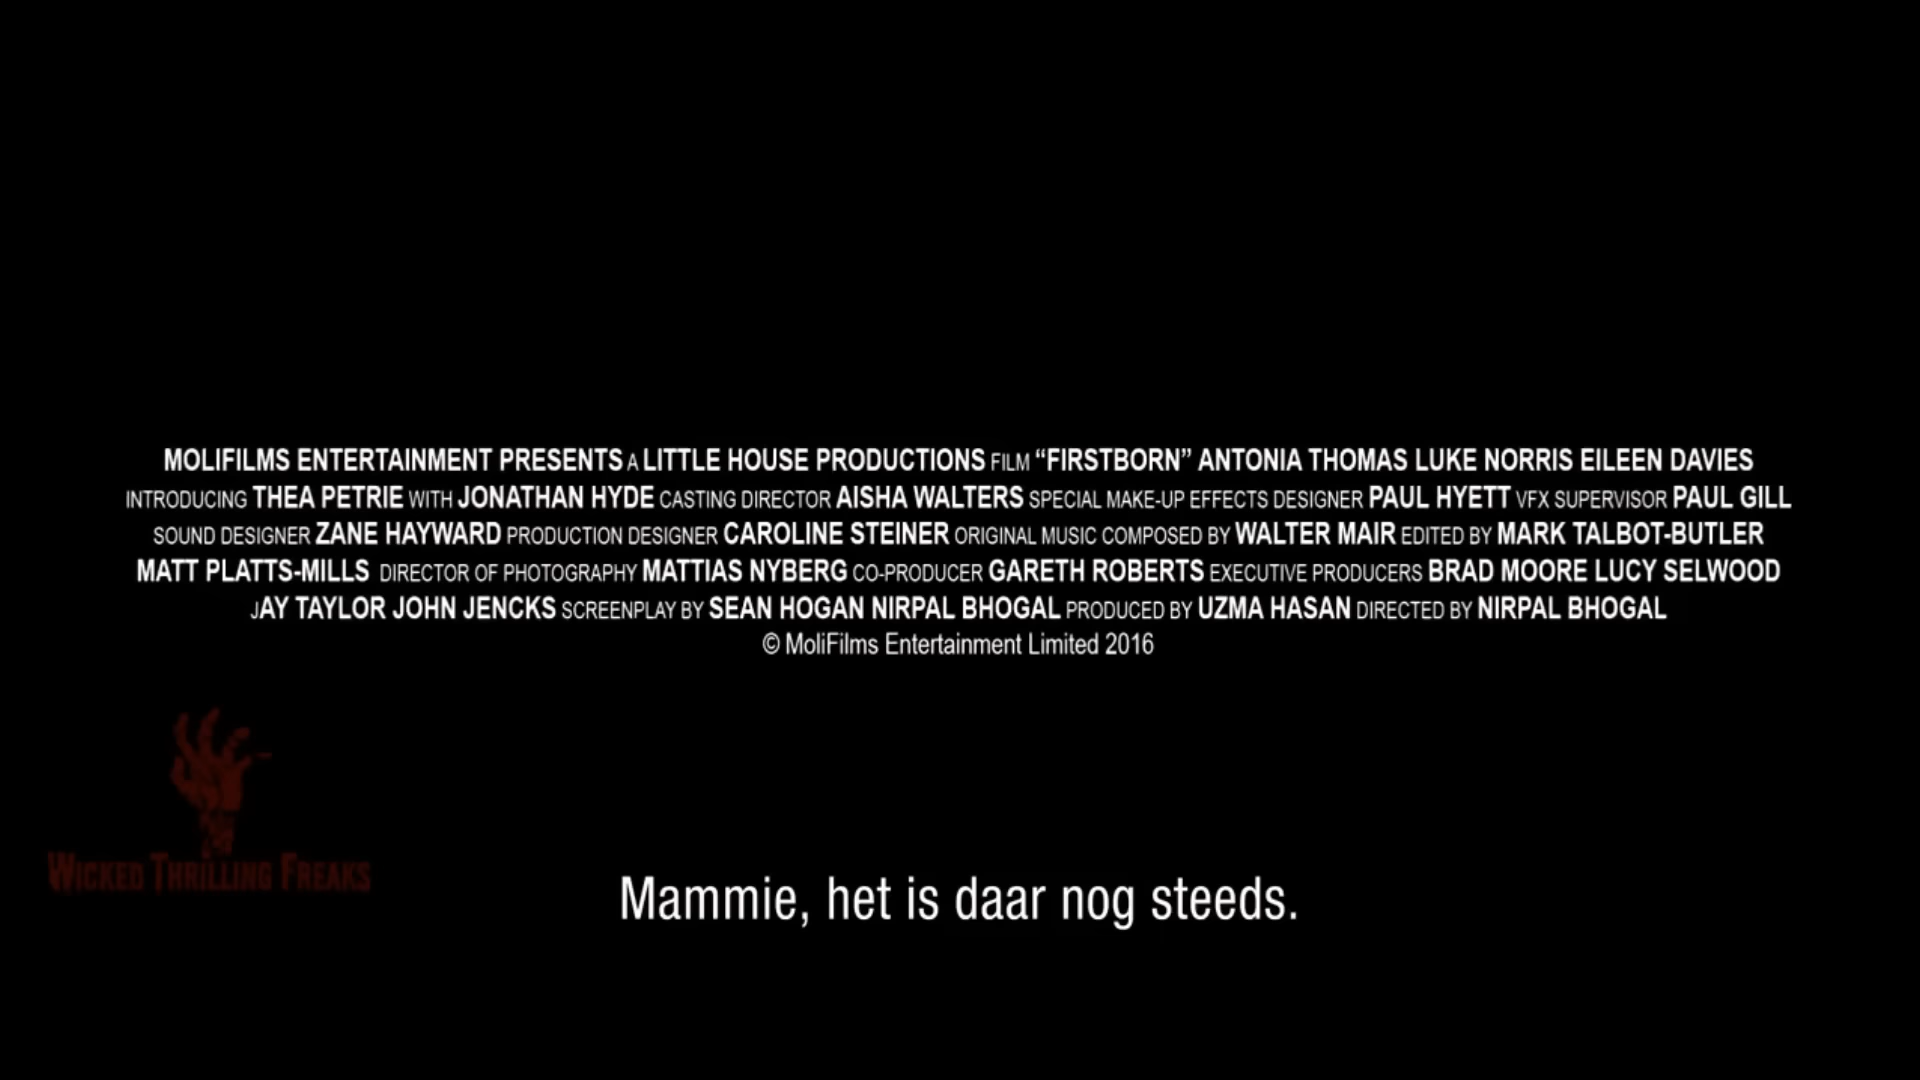 MOLIFILMS ENTERTAINMENT PRESENTS A LITTLE HOUSE PRODUCTIONS FILM “FIRSTBORN” ANTONIA THOMAS LUKE NORRIS EILEEN DAVIES
INTRODUCING THEA PETRIE WITH JONATHAN HYDE CASTING DIRECTOR AISHA WALTERS SPECIAL MAKE-UP EFFECTS DESIGNER PAUL HYETT VFX SUPERVISOR PAUL GILL
SOUND DESIGNER ZANE HAYWARD PRODUCTION DESIGNER CAROLINE STEINER ORIGINAL MUSIC COMPOSED BY WALTER MAIR EDITED BY MARK TALBOT-BUTLER
MATT PLATTS-MILLS DIRECTOR OF PHOTOGRAPHY MATTIAS NYBERG CO-PRODUCER GARETH ROBERTS EXECUTIVE PRODUCERS BRAD MOORE LUCY SELWOOD
JAY TAYLOR JOHN JENCKS SCREENPLAY BY SEAN HOGAN NIRPAL BHOGAL PRODUCED BY UZMA HASAN DIRECTED BY NIRPAL BHOGAL
© MoliFilms Entertainment Limited 2016
WICKED THRILLING FREAKS
Mammie, het is daar nog steeds.